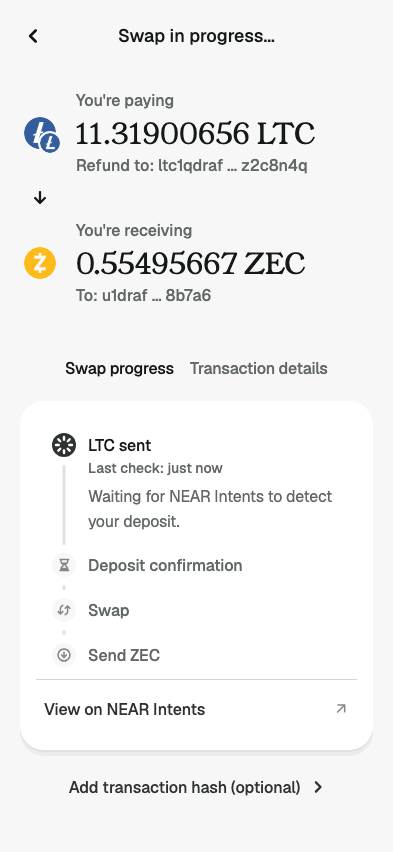 Swap in progress...
You're paying
11.31900656 LTC
Refund to: ltc1qdraf ... z2c8n4q
You're receiving
0.55495667 ZEC
To: u1draf ... 8b7a6
Swap progress Transaction details
LTC sent
Last check: just now
Waiting for NEAR Intents to detect
your deposit.
Deposit confirmation
Swap
Send ZEC
View on NEAR Intents
Add transaction hash (optional)